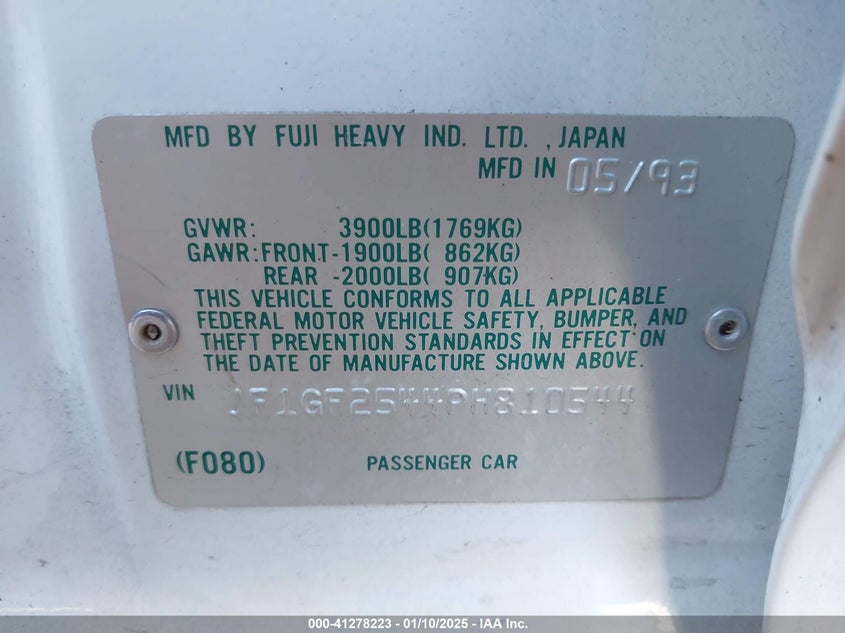 MFD BY FUJI HEAVY IND. LTD. , JAPAN
MFD IN 05/93
GVWR: 3900LB(1769KG)
GAWR:FRONT-1900LB( 862KG)
REAR -2000LB( 907KG)
THIS VEHICLE CONFORMS TO ALL APPLICABLE
FEDERAL MOTOR VEHICLE SAFETY, BUMPER, AND
THEFT PREVENTION STANDARDS IN EFFECT ON
THE DATE OF MANUFACTURE SHOWN ABOVE.
VIN JF1GF2544PH810544
(F080) PASSENGER CAR
000-41278223 - 01/10/2025 - IAA Inc.